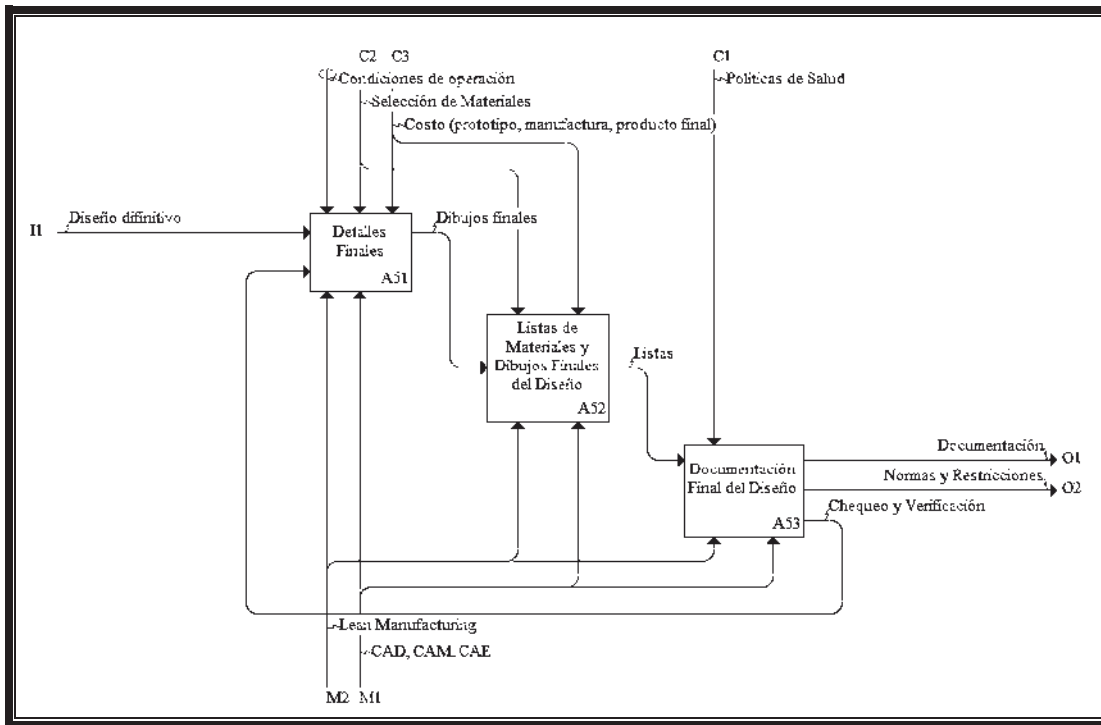 C2 C3 C1
Condiciones de operación
Políticas de Salud
Selección de Materiales
Costo (prototipo, manufactura, producto final)
I1
Diseño difinitivo
Detalles
Finales
A51
Dibujos finales
Listas de
Materiales y
Dibujos Finales
del Diseño
A52
Listas
Documentación
Final del Diseño
A53
Documentación
O1
Normas y Restricciones
O2
Chequeo y Verificación
Lean Manufacturing
CAD, CAM, CAE
M2 M1